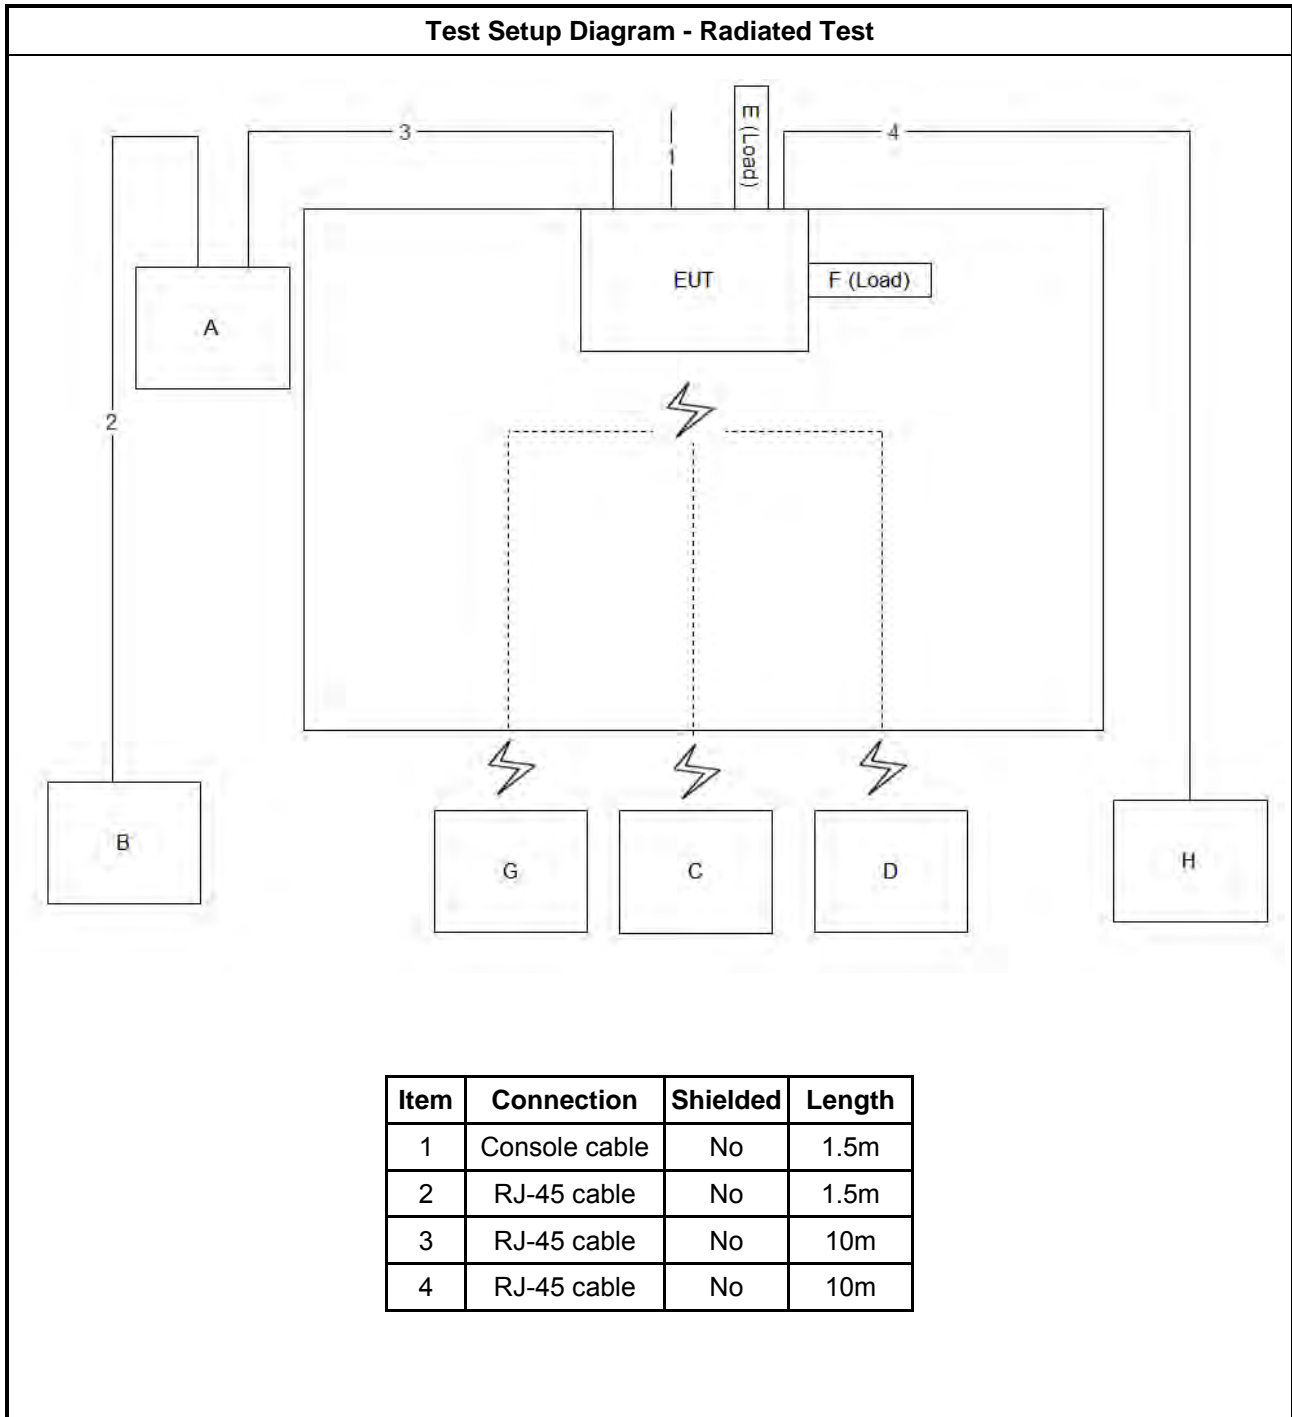 Test Setup Diagram - Radiated Test
3
1
E (Load)
4
EUT
F (Load)
A
2
B
G
C
D
H
Item Connection Shielded Length
1 Console cable No 1.5m
2 RJ-45 cable No 1.5m
3 RJ-45 cable No 10m
4 RJ-45 cable No 10m